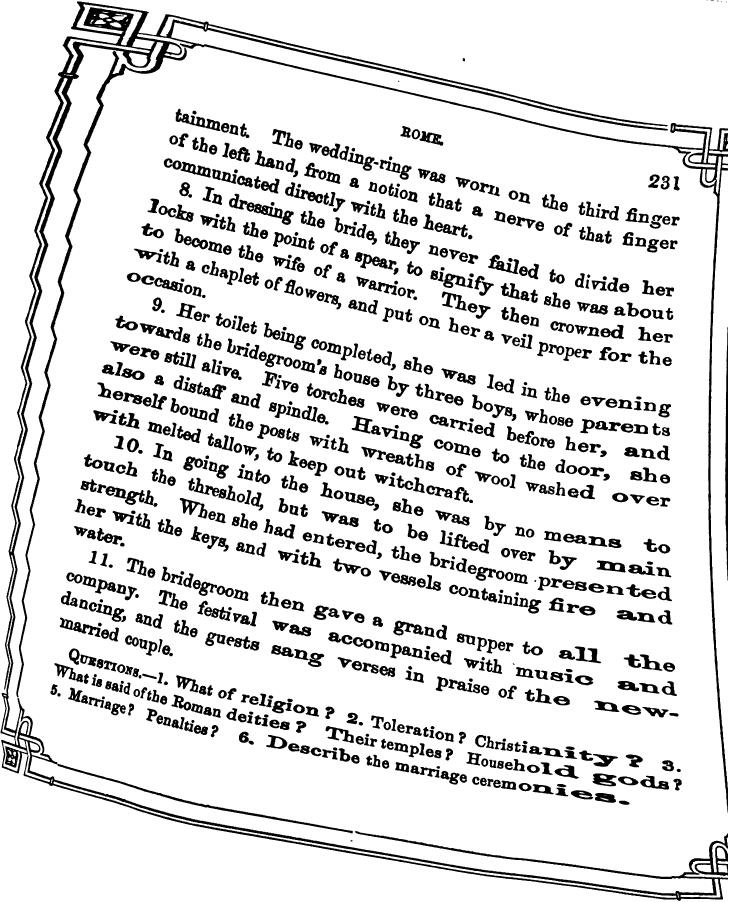 ROME.
231
tainment. The wedding-ring was worn on the third finger
of the left hand, from a notion that a nerve of that finger
communicated directly with the heart.
8. In dressing the bride, they never failed to divide her
locks with the point of a spear, to signify that she was about
to become the wife of a warrior. They then crowned her
with a chaplet of flowers, and put on her a veil proper for the
occasion.
9. Her toilet being completed, she was led in the evening
towards the bridegroom's house by three boys, whose parents
were still alive. Five torches were carried before her, and
also a distaff and spindle. Having come to the door, she
herself bound the posts with wreaths of wool washed over
with melted tallow, to keep out witchcraft.
10. In going into the house, she was by no means to
touch the threshold, but was to be lifted over by main
strength. When she had entered, the bridegroom presented
her with the keys, and with two vessels containing fire and
water.
11. The bridegroom then gave a grand supper to all the
company. The festival was accompanied with music and
dancing, and the guests sang verses in praise of the new-
married couple.
QUESTIONS.—1. What of religion? 2. Toleration? Christianity? 3.
What is said of the Roman deities? Their temples? Household gods?
5. Marriage? Penalties? 6. Describe the marriage ceremonies.